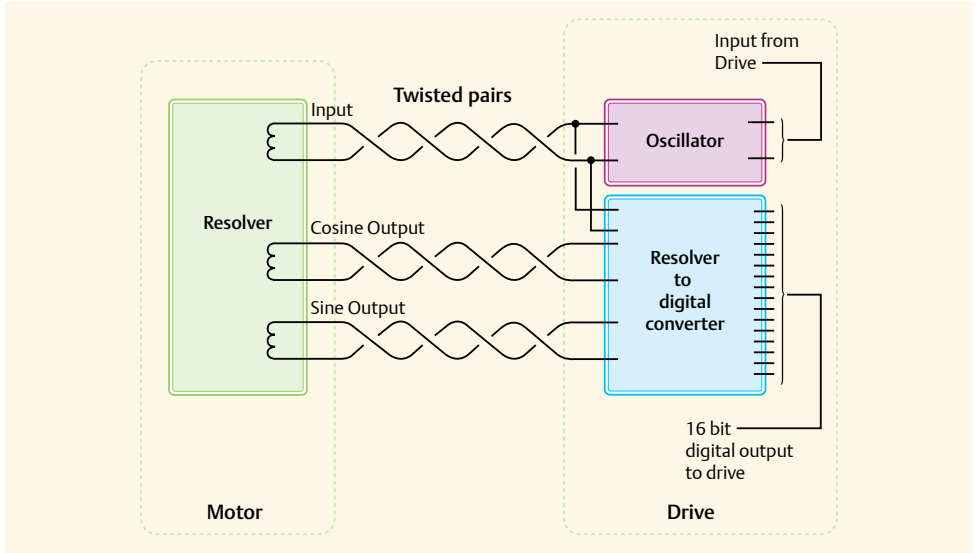 Input from
Drive
Twisted pairs
Input
Oscillator
Resolver
Cosine Output
Resolver
to
digital
converter
Sine Output
16 bit
digital output
to drive
Motor
Drive